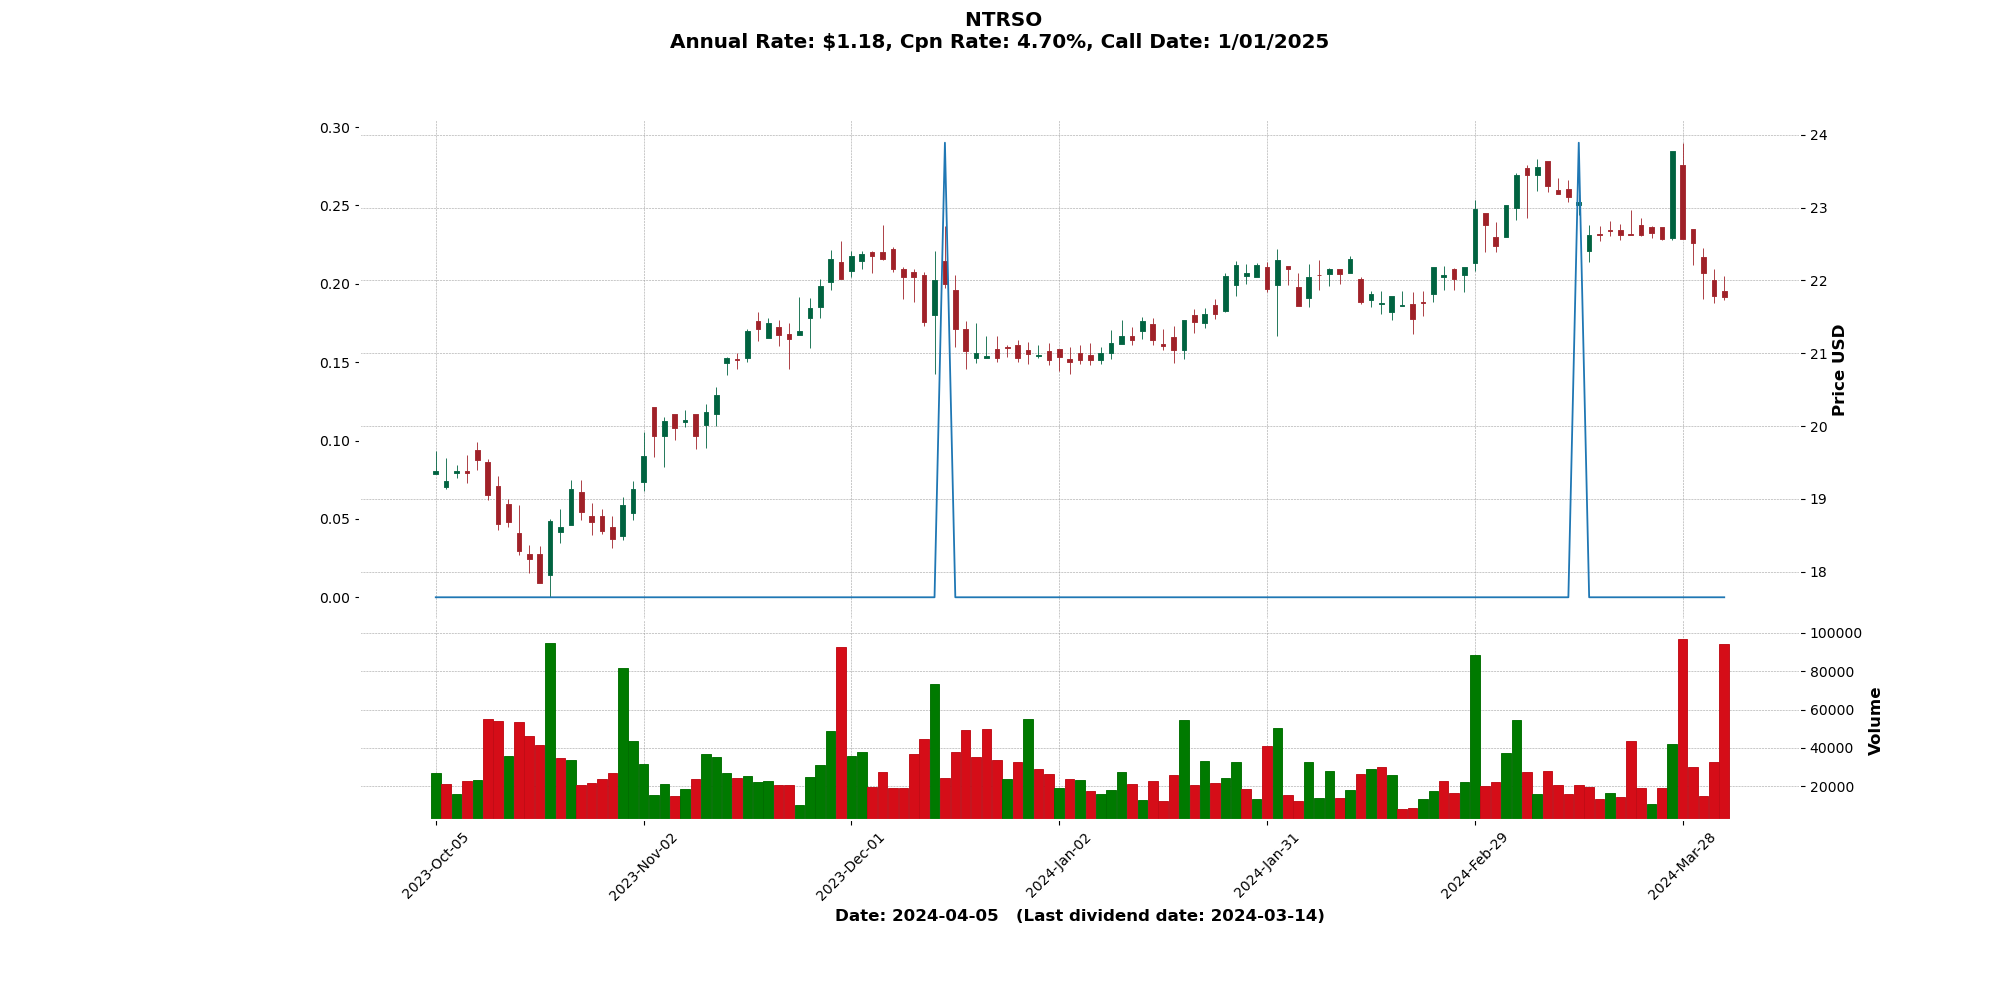 NTRSO
Annual Rate: $1.18, Cpn Rate: 4.70%, Call Date: 1/01/2025
0.30
0.25
0.20
0.15
0.10
0.05
0.00
24
23
22
21
20
19
18
Price USD
100000
80000
60000
40000
20000
Volume
2023-Oct-05
2023-Nov-02
2023-Dec-01
2024-Jan-02
2024-Jan-31
2024-Feb-29
2024-Mar-28
Date: 2024-04-05 (Last dividend date: 2024-03-14)